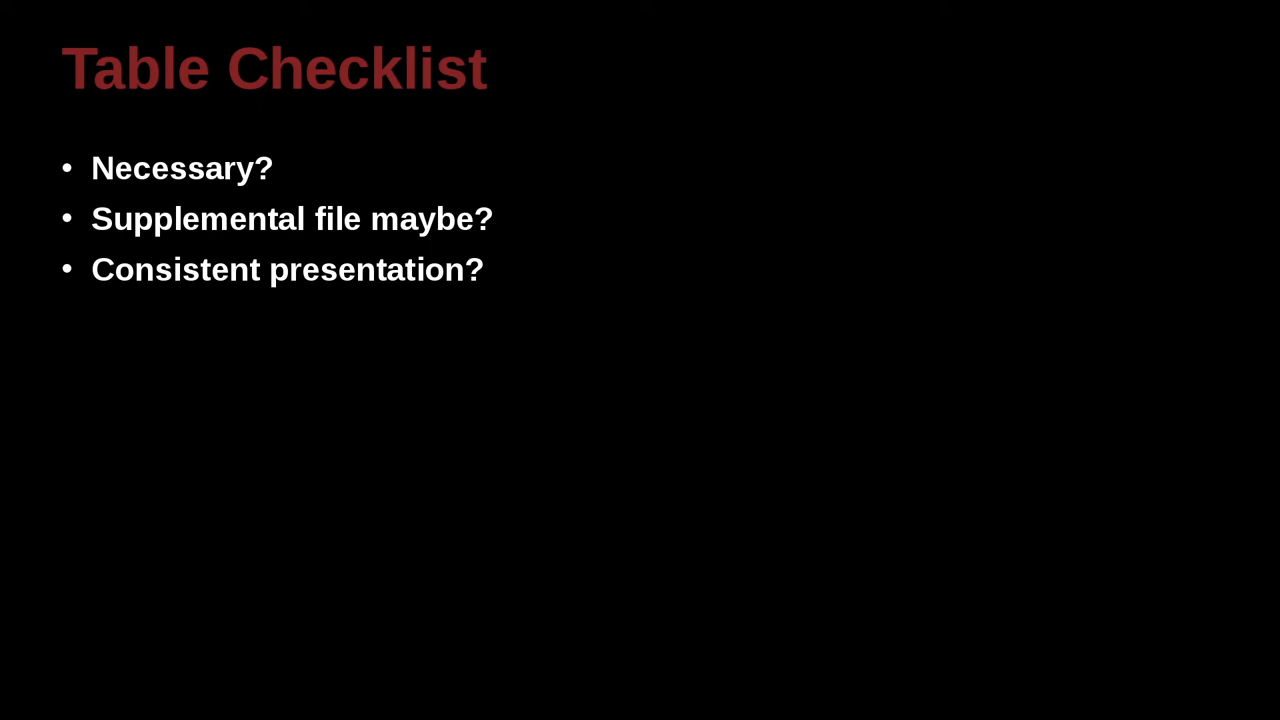 Table Checklist
• Necessary?
• Supplemental file maybe?
• Consistent presentation?